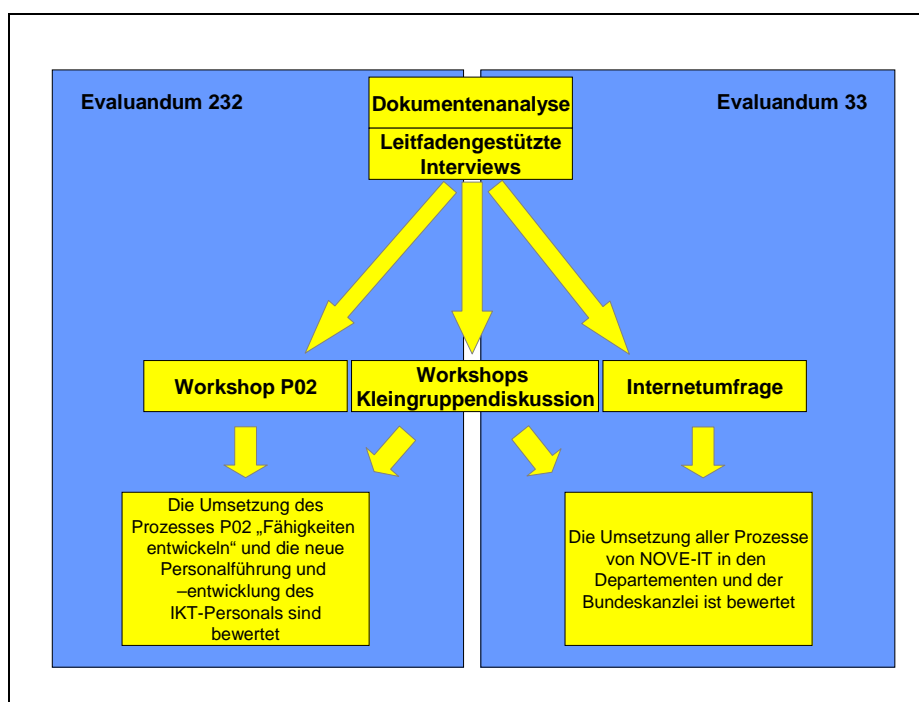 Evaluandum 232
Evaluandum 33
Dokumentenanalyse
Leitfadengestützte
Interviews
Workshop P02
Workshops
Kleingruppendiskussion
Internetumfrage
Die Umsetzung des
Prozesses P02 „Fähigkeiten
entwickeln“ und die neue
Personalführung und
–entwicklung des
IKT-Personals sind
bewertet
Die Umsetzung aller Prozesse
von NOVE-IT in den
Departementen und der
Bundeskanzlei ist bewertet